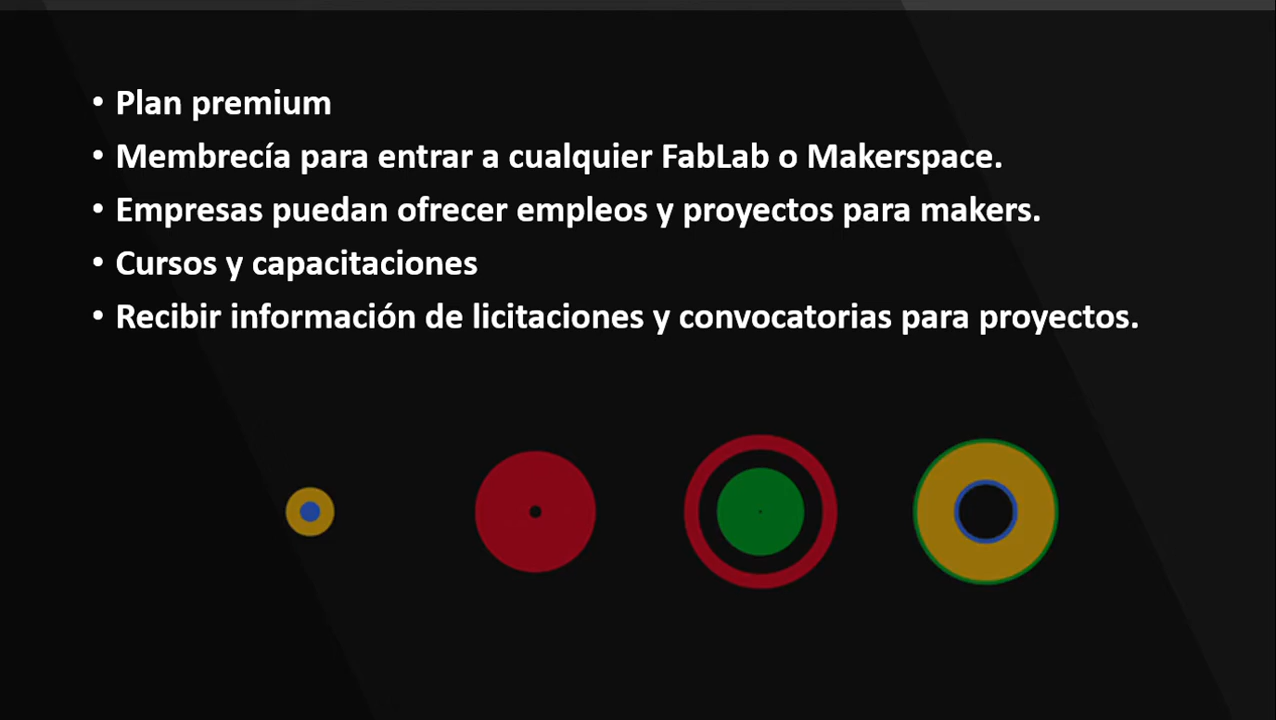 • Plan premium
• Membrecía para entrar a cualquier FabLab o Makerspace.
• Empresas puedan ofrecer empleos y proyectos para makers.
• Cursos y capacitaciones
• Recibir información de licitaciones y convocatorias para proyectos.